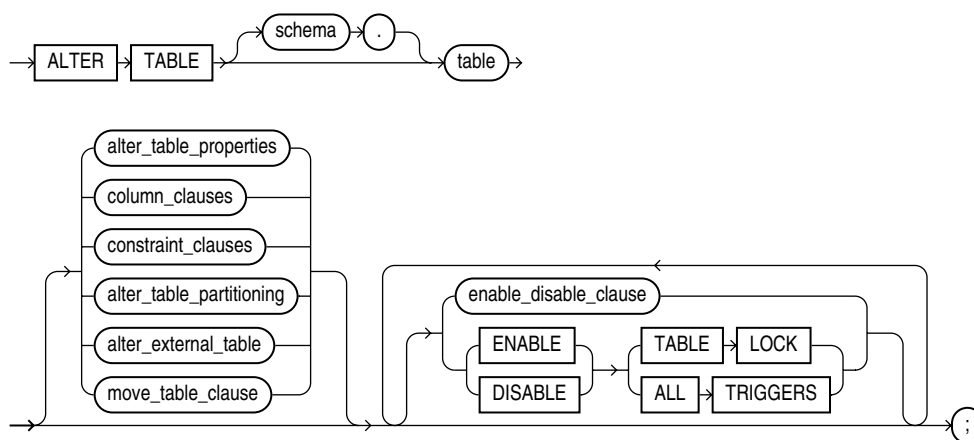 schema .
ALTER TABLE table
alter_table_properties
column_clauses
constraint_clauses
alter_table_partitioning enable_disable_clause
alter_external_table ENABLE TABLE LOCK
move_table_clause DISABLE ALL TRIGGERS
;